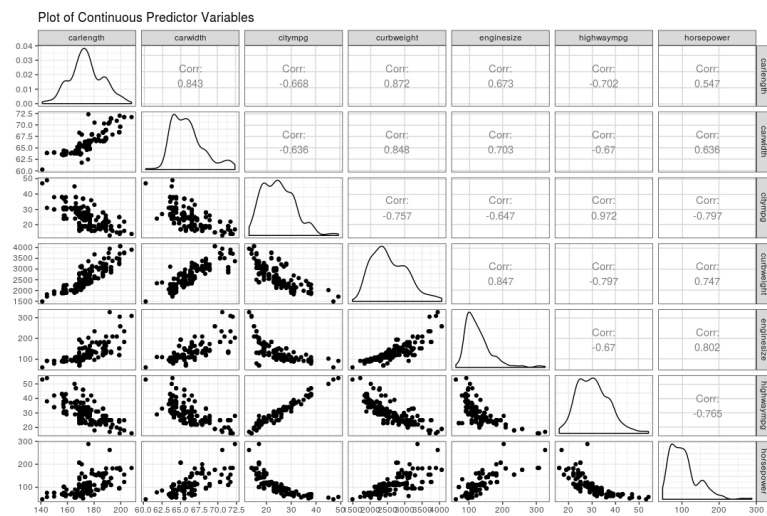 Plot of Continuous Predictor Variables
carlength carwidth citympg curbweight enginesize highwaympg horsepower
0.04
0.03
0.02
0.01
0.00
Corr: Corr: Corr: Corr: Corr: Corr:
0.843 -0.668 0.872 0.673 -0.702 0.547
carlength
72.5
70.0
67.5
65.0
62.5
60.0
Corr: Corr: Corr: Corr: Corr:
-0.636 0.848 0.703 -0.67 0.636
carwidth
50
40
30
20
Corr: Corr: Corr: Corr:
-0.757 -0.647 0.972 -0.797
citympg
4000
3500
3000
2500
2000
1500
Corr: Corr: Corr:
0.847 -0.797 0.747
curbweight
300
200
100
Corr: Corr:
-0.67 0.802
enginesize
50
40
30
20
Corr:
-0.765
highwaympg
300
200
100
horsepower
140 160 180 200 60.0 62.5 65.0 67.5 70.0 72.5 20 30 40 50 1500 2000 2500 3000 3500 4000 100 200 300 20 30 40 50 100 200 300